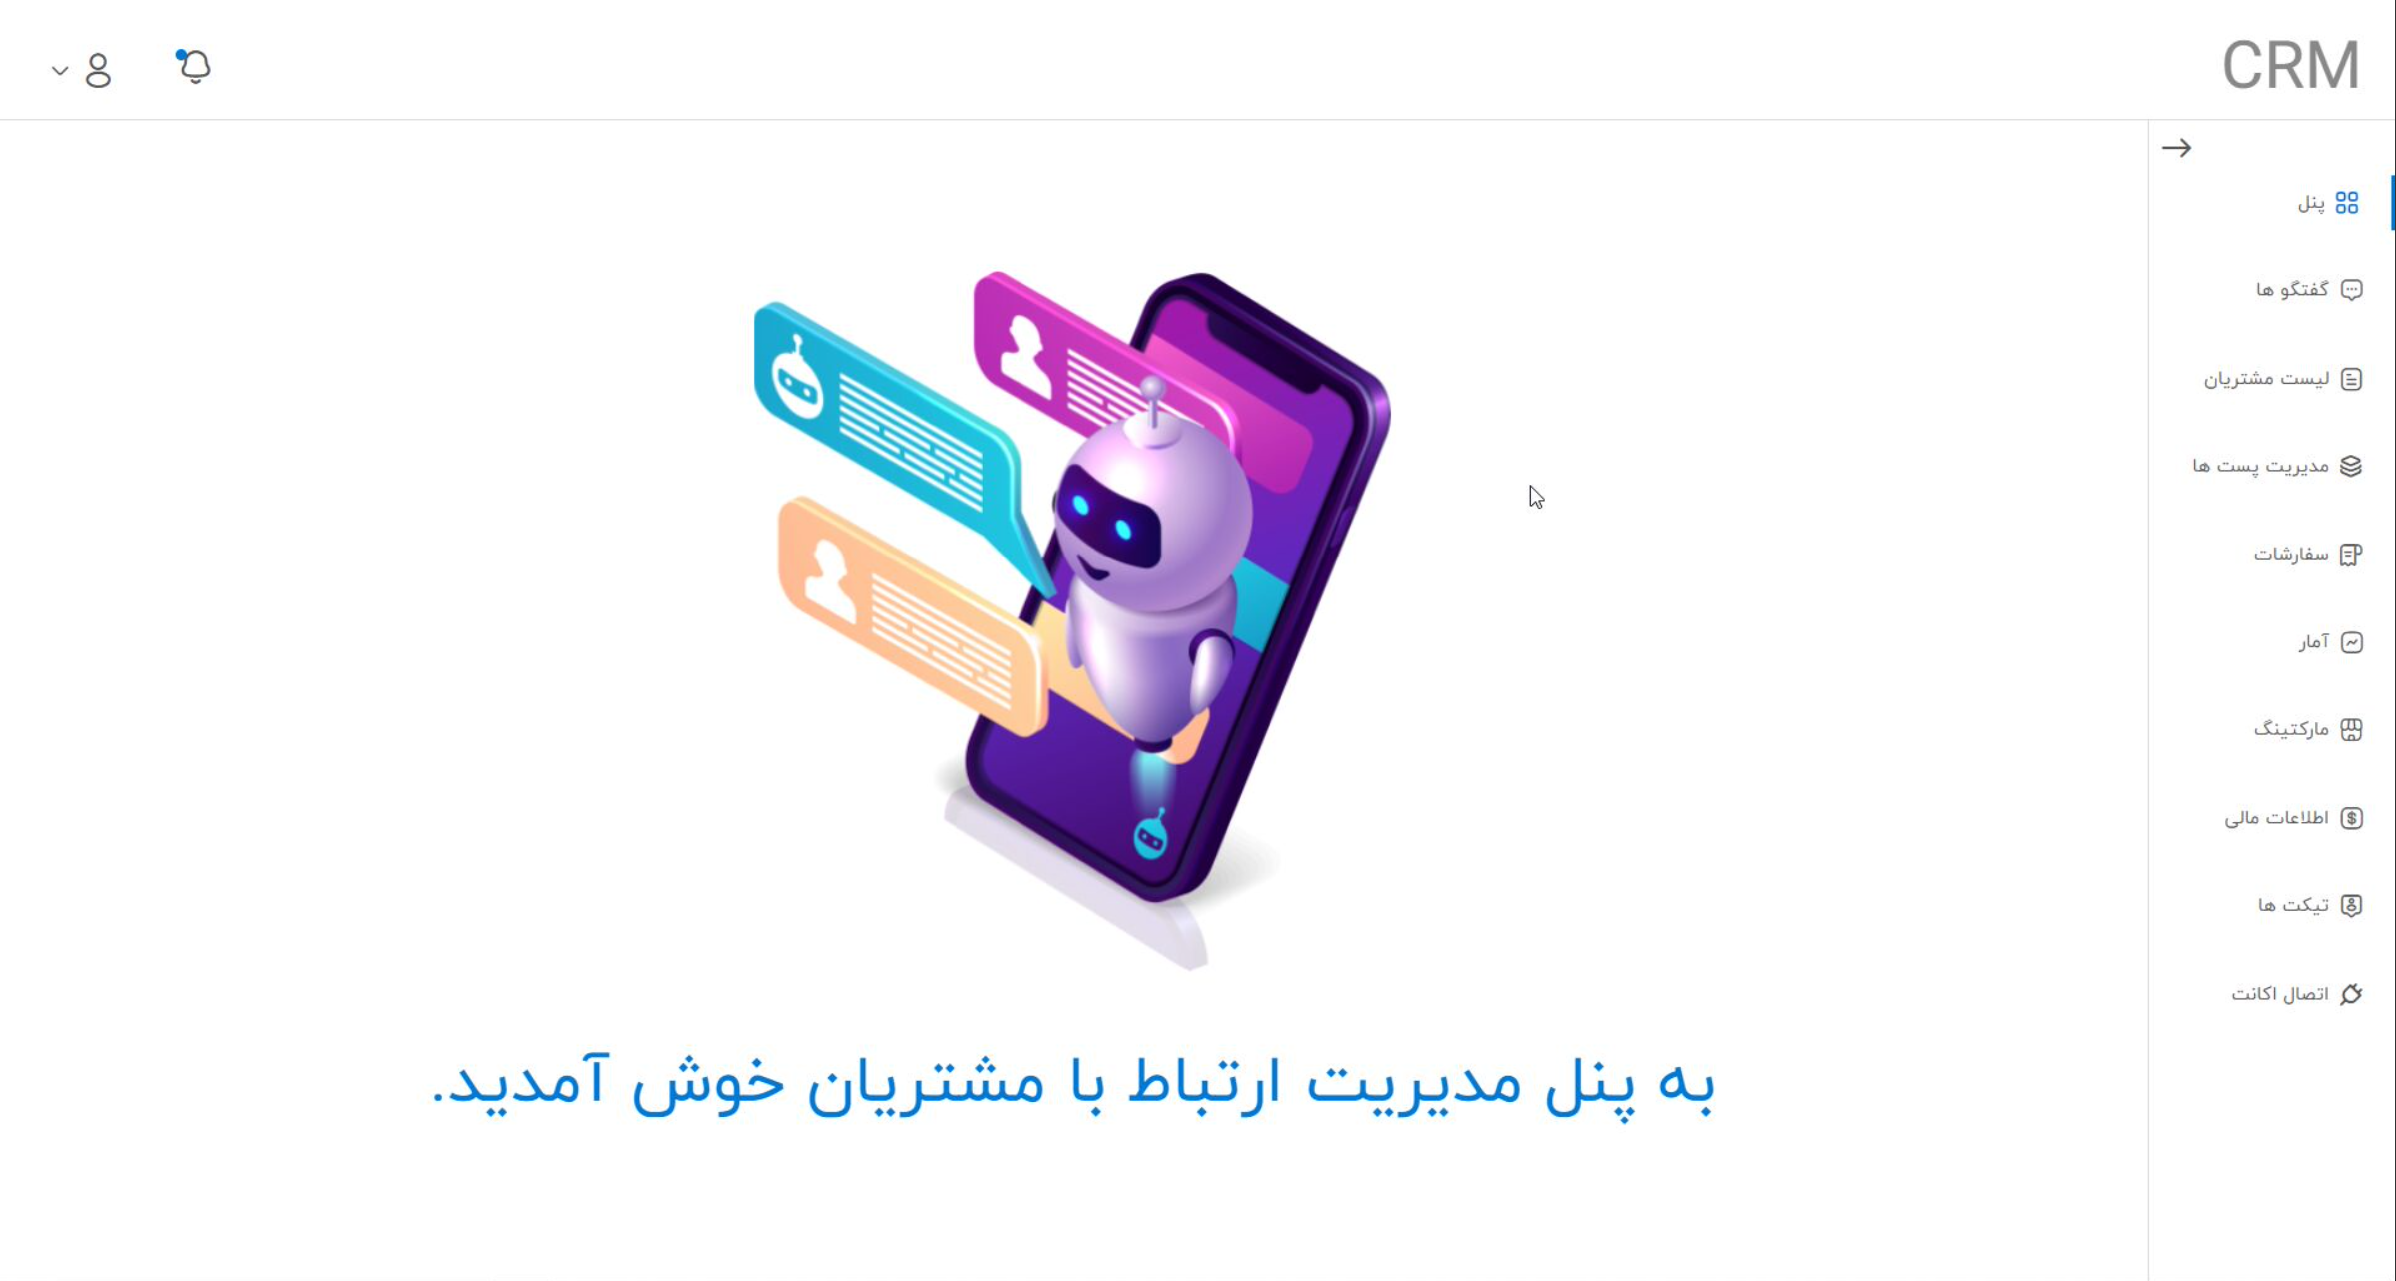 CRM
پنل
گفتگو ها
لیست مشتریان
مدیریت پست ها
سفارشات
آمار
مارکتینگ
اطلاعات مالی
تیکت ها
اتصال اکانت
به پنل مدیریت ارتباط با مشتریان خوش آمدید.